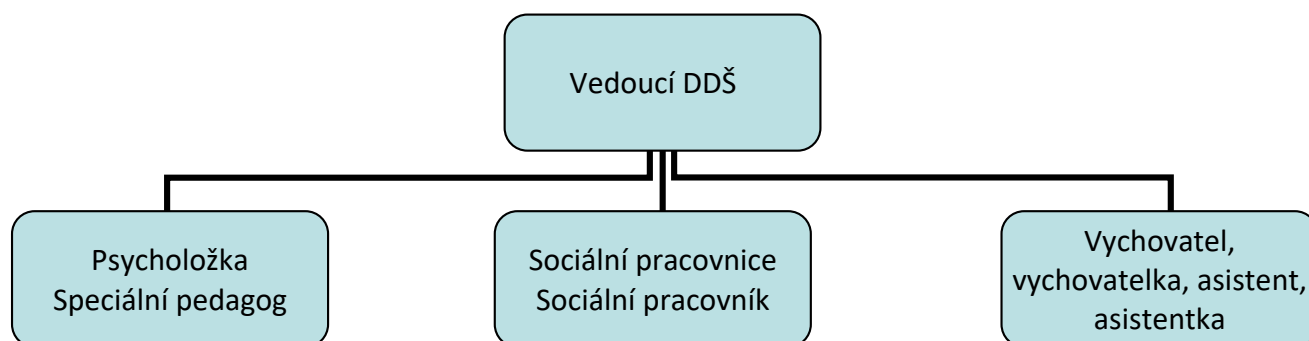 Vedoucí DDŠ
Psycholožka
Speciální pedagog
Sociální pracovnice
Sociální pracovník
Vychovatel,
vychovatelka, asistent,
asistentka